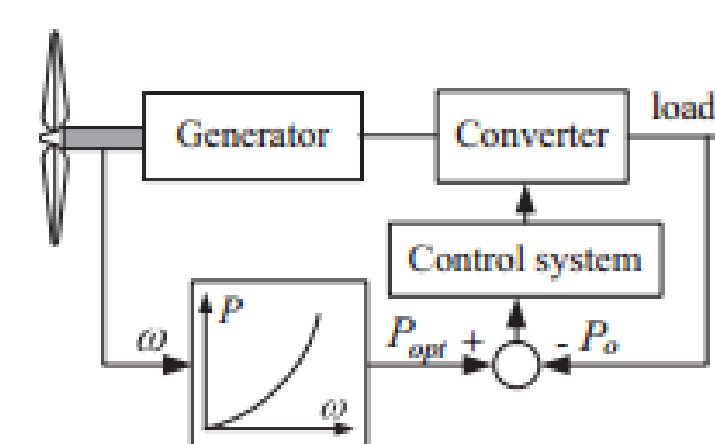 load
Generator
Converter
Control system
P
ω
P_opt + - P_o
ω